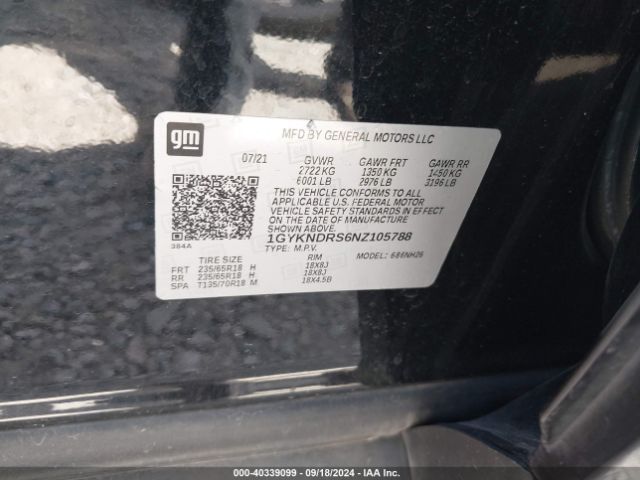 gm
MFD BY GENERAL MOTORS LLC
07/21 GVWR GAWR FRT GAWR RR
2722 KG 1350 KG 1450 KG
6001 LB 2976 LB 3196 LB
THIS VEHICLE CONFORMS TO ALL
APPLICABLE U.S. FEDERAL MOTOR
VEHICLE SAFETY STANDARDS IN EFFECT
ON THE DATE OF MANUFACTURE
SHOWN ABOVE.
1GYKNDRS6NZ105788
384A
TYPE: M.P.V. MODEL: 686NH26
TIRE SIZE RIM
FRT 235/65R18 H 18X8J
RR 235/65R18 H 18X8J
SPA T135/70R18 M 18X4.5B
000-40339099 - 09/18/2024 - IAA Inc.